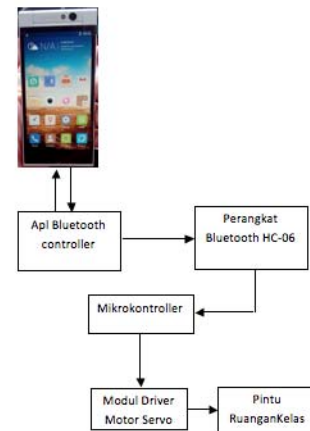 N/A
Apl Bluetooth
controller
Perangkat
Bluetooth HC-06
Mikrokontroller
Modul Driver
Motor Servo
Pintu
RuanganKelas